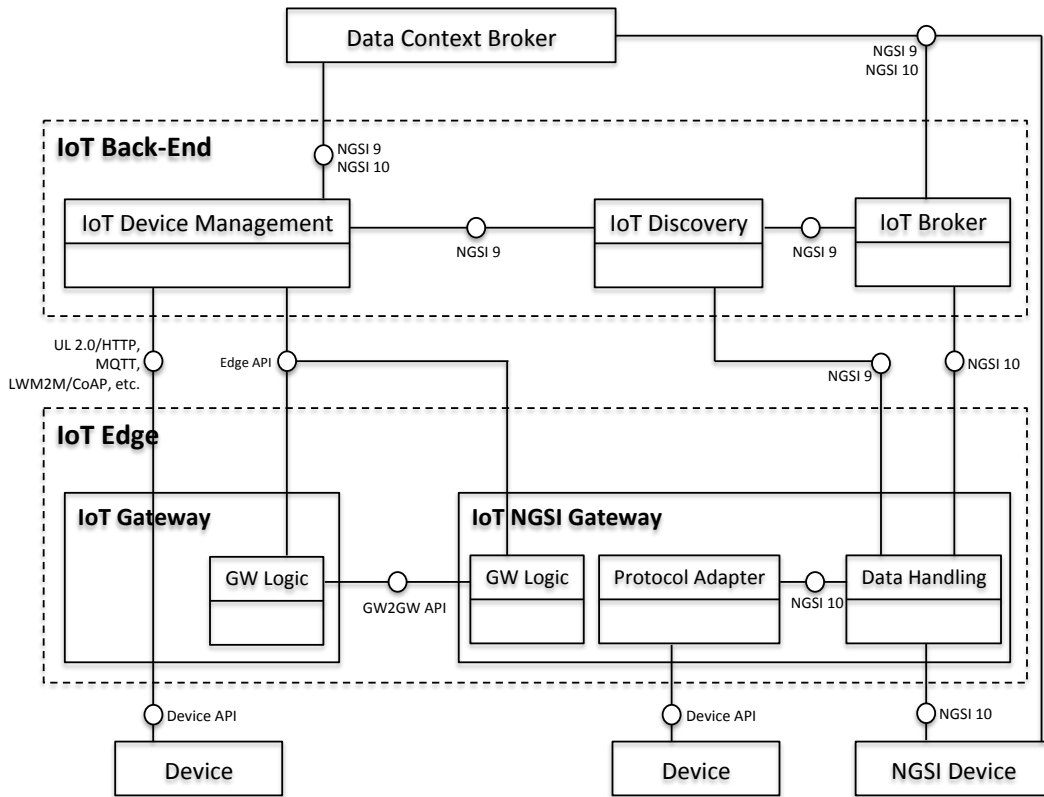 Data Context Broker
NGSI 9
NGSI 10
IoT Back-End
NGSI 9
NGSI 10
IoT Device Management
NGSI 9
IoT Discovery
NGSI 9
IoT Broker
UL 2.0/HTTP,
MQTT,
LWM2M/CoAP, etc.
Edge API
NGSI 9
NGSI 10
IoT Edge
IoT Gateway
GW Logic
GW2GW API
IoT NGSI Gateway
GW Logic
Protocol Adapter
NGSI 10
Data Handling
Device API
Device API
NGSI 10
Device
Device
NGSI Device